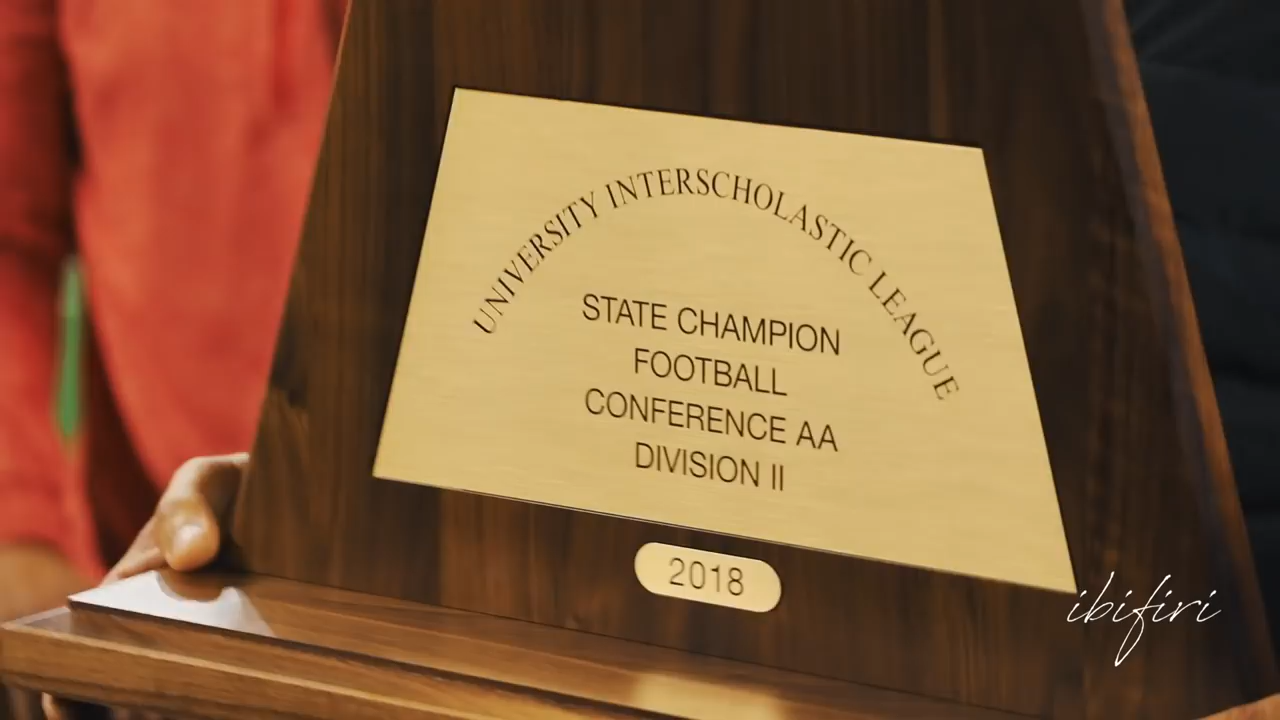 UNIVERSITY INTERSCHOLASTIC LEAGUE
STATE CHAMPION
FOOTBALL
CONFERENCE AA
DIVISION II
2018
ibifiri